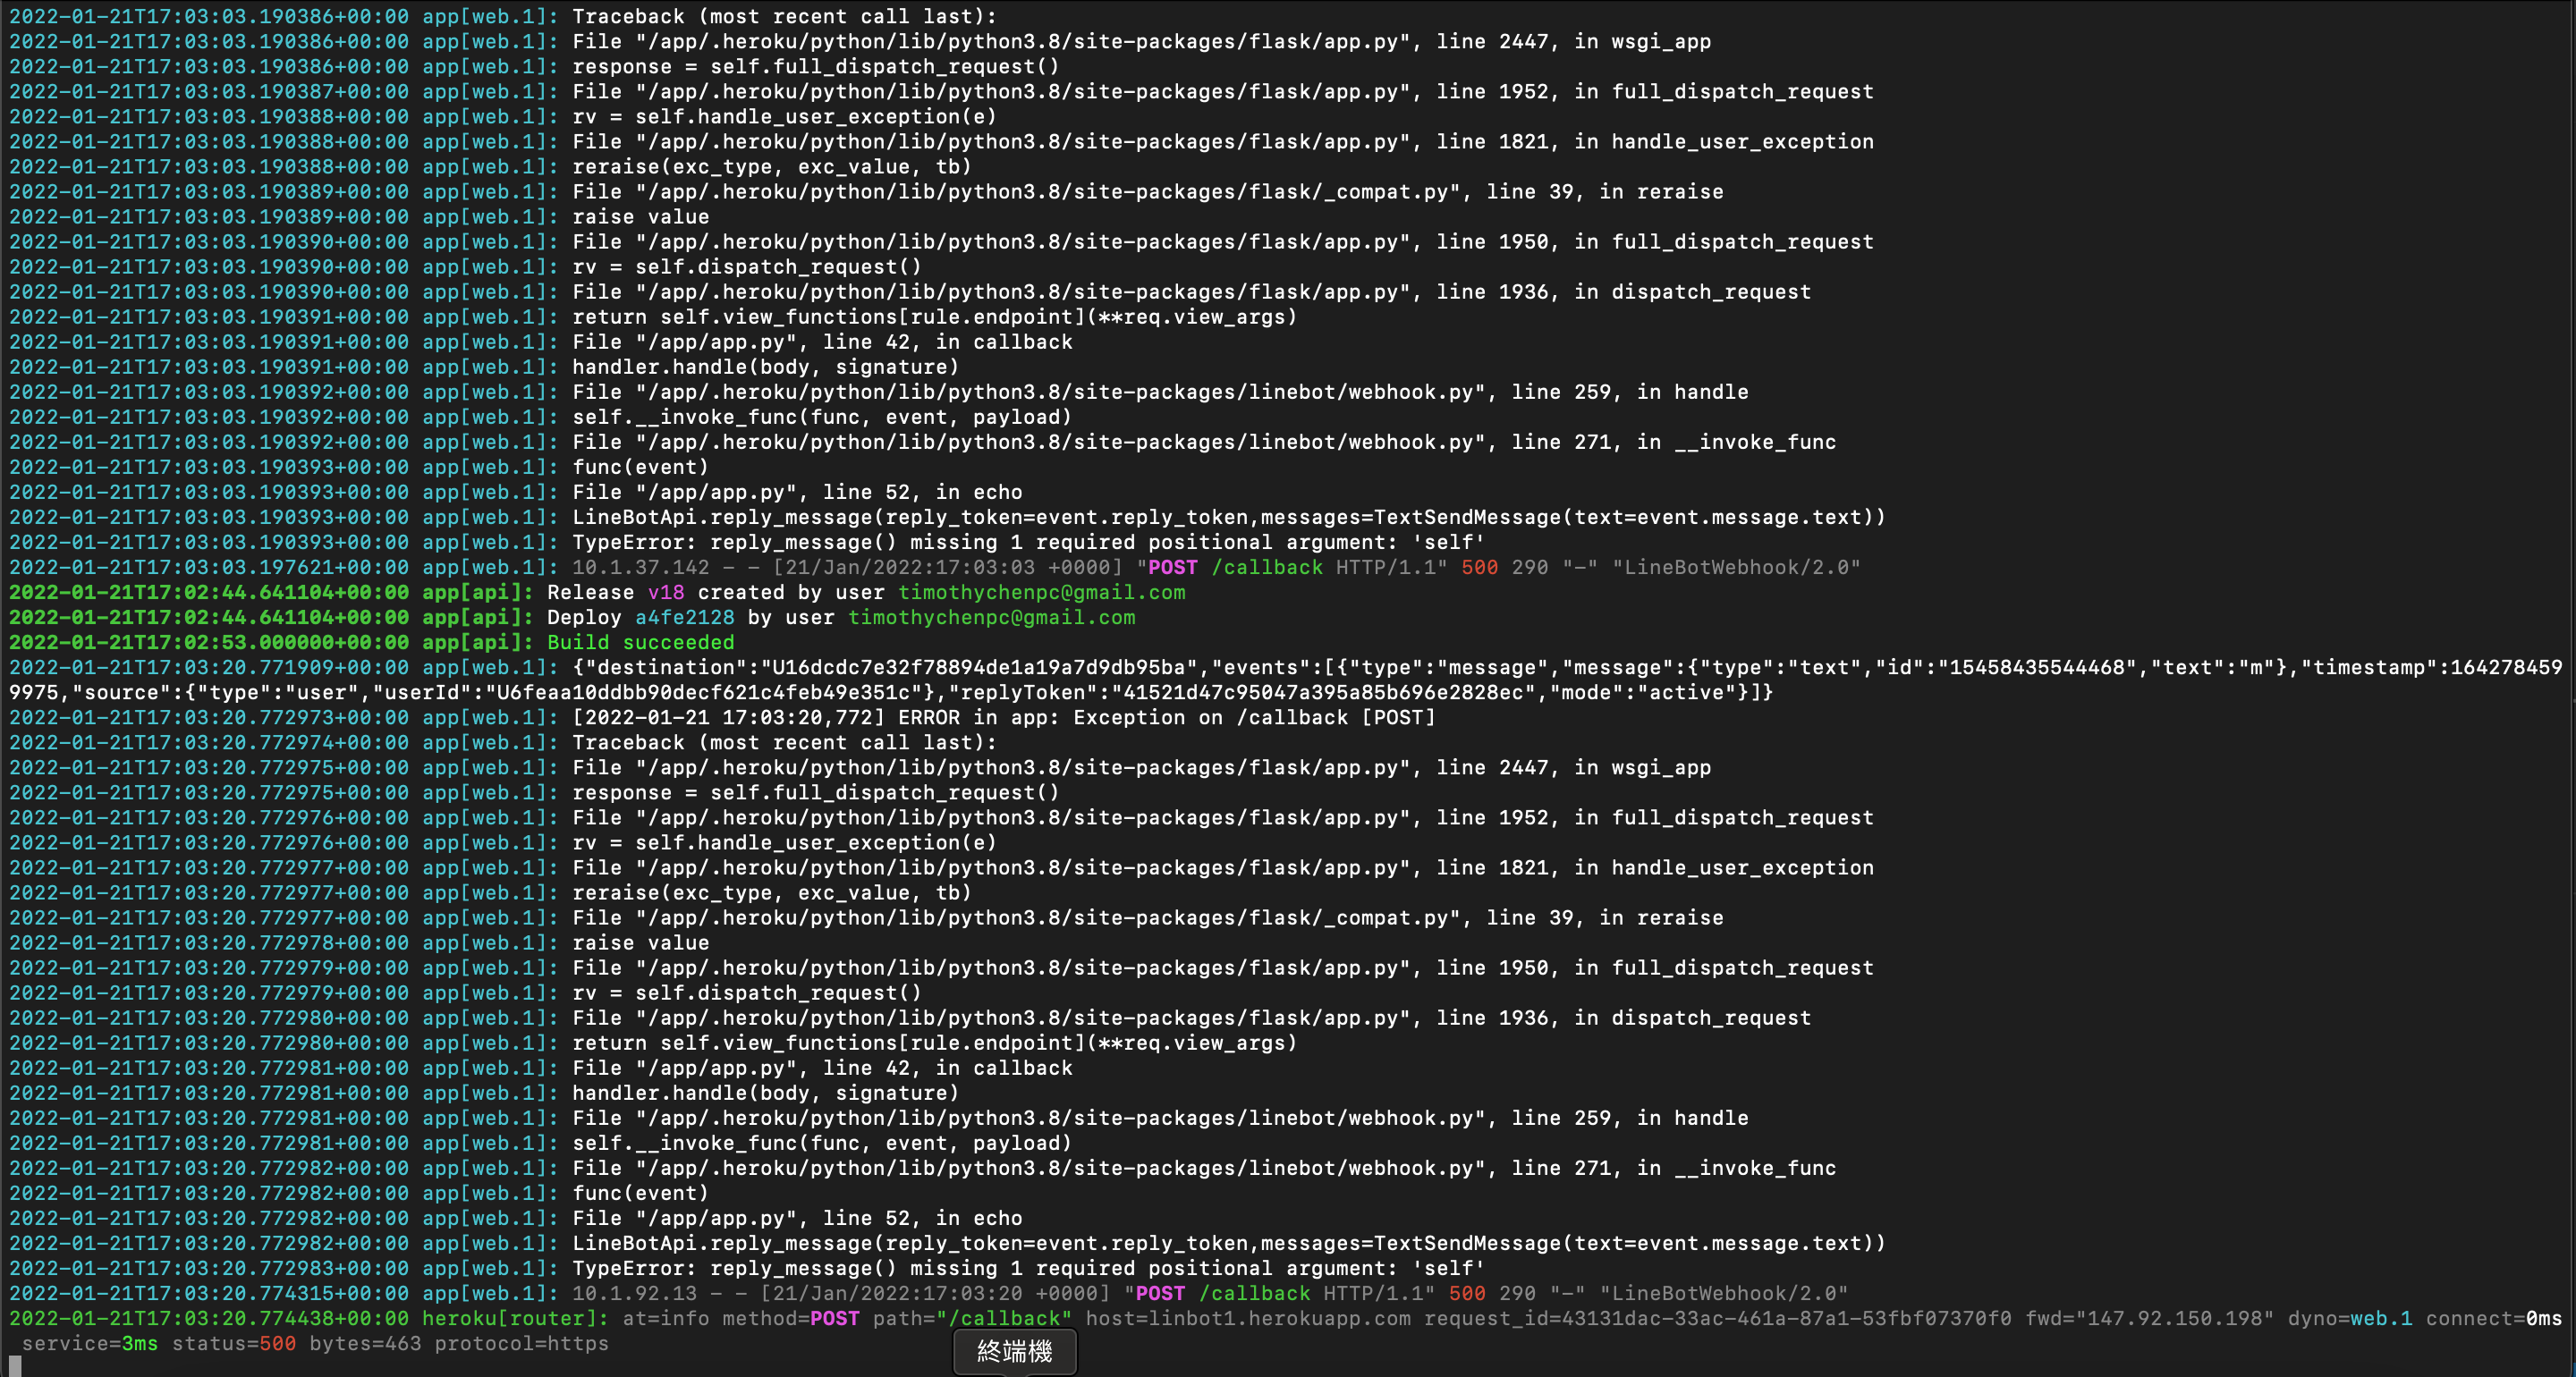 2022-01-21T17:03:03.190386+00:00 app[web.1]: Traceback (most recent call last):
2022-01-21T17:03:03.190386+00:00 app[web.1]: File "/app/.heroku/python/lib/python3.8/site-packages/flask/app.py", line 2447, in wsgi_app
2022-01-21T17:03:03.190386+00:00 app[web.1]: response = self.full_dispatch_request()
2022-01-21T17:03:03.190387+00:00 app[web.1]: File "/app/.heroku/python/lib/python3.8/site-packages/flask/app.py", line 1952, in full_dispatch_request
2022-01-21T17:03:03.190388+00:00 app[web.1]: rv = self.handle_user_exception(e)
2022-01-21T17:03:03.190388+00:00 app[web.1]: File "/app/.heroku/python/lib/python3.8/site-packages/flask/app.py", line 1821, in handle_user_exception
2022-01-21T17:03:03.190388+00:00 app[web.1]: reraise(exc_type, exc_value, tb)
2022-01-21T17:03:03.190389+00:00 app[web.1]: File "/app/.heroku/python/lib/python3.8/site-packages/flask/_compat.py", line 39, in reraise
2022-01-21T17:03:03.190389+00:00 app[web.1]: raise value
2022-01-21T17:03:03.190390+00:00 app[web.1]: File "/app/.heroku/python/lib/python3.8/site-packages/flask/app.py", line 1950, in full_dispatch_request
2022-01-21T17:03:03.190390+00:00 app[web.1]: rv = self.dispatch_request()
2022-01-21T17:03:03.190390+00:00 app[web.1]: File "/app/.heroku/python/lib/python3.8/site-packages/flask/app.py", line 1936, in dispatch_request
2022-01-21T17:03:03.190391+00:00 app[web.1]: return self.view_functions[rule.endpoint](**req.view_args)
2022-01-21T17:03:03.190391+00:00 app[web.1]: File "/app/app.py", line 42, in callback
2022-01-21T17:03:03.190391+00:00 app[web.1]: handler.handle(body, signature)
2022-01-21T17:03:03.190392+00:00 app[web.1]: File "/app/.heroku/python/lib/python3.8/site-packages/linebot/webhook.py", line 259, in handle
2022-01-21T17:03:03.190392+00:00 app[web.1]: self.__invoke_func(func, event, payload)
2022-01-21T17:03:03.190392+00:00 app[web.1]: File "/app/.heroku/python/lib/python3.8/site-packages/linebot/webhook.py", line 271, in __invoke_func
2022-01-21T17:03:03.190393+00:00 app[web.1]: func(event)
2022-01-21T17:03:03.190393+00:00 app[web.1]: File "/app/app.py", line 52, in echo
2022-01-21T17:03:03.190393+00:00 app[web.1]: LineBotApi.reply_message(reply_token=event.reply_token,messages=TextSendMessage(text=event.message.text))
2022-01-21T17:03:03.190393+00:00 app[web.1]: TypeError: reply_message() missing 1 required positional argument: 'self'
2022-01-21T17:03:03.197621+00:00 app[web.1]: 10.1.37.142 - - [21/Jan/2022:17:03:03 +0000] "POST /callback HTTP/1.1" 500 290 "-" "LineBotWebhook/2.0"
2022-01-21T17:02:44.641104+00:00 app[api]: Release v18 created by user timothychenpc@gmail.com
2022-01-21T17:02:44.641104+00:00 app[api]: Deploy a4fe2128 by user timothychenpc@gmail.com
2022-01-21T17:02:53.000000+00:00 app[api]: Build succeeded
2022-01-21T17:03:20.771909+00:00 app[web.1]: {"destination":"U16dcdc7e32f78894de1a19a7d9db95ba","events":[{"type":"message","message":{"type":"text","id":"15458435544468","text":"m"},"timestamp":164278459
9975,"source":{"type":"user","userId":"U6feaa10ddbb90decf621c4feb49e351c"},"replyToken":"41521d47c95047a395a85b696e2828ec","mode":"active"}]}
2022-01-21T17:03:20.772973+00:00 app[web.1]: [2022-01-21 17:03:20,772] ERROR in app: Exception on /callback [POST]
2022-01-21T17:03:20.772974+00:00 app[web.1]: Traceback (most recent call last):
2022-01-21T17:03:20.772975+00:00 app[web.1]: File "/app/.heroku/python/lib/python3.8/site-packages/flask/app.py", line 2447, in wsgi_app
2022-01-21T17:03:20.772975+00:00 app[web.1]: response = self.full_dispatch_request()
2022-01-21T17:03:20.772976+00:00 app[web.1]: File "/app/.heroku/python/lib/python3.8/site-packages/flask/app.py", line 1952, in full_dispatch_request
2022-01-21T17:03:20.772976+00:00 app[web.1]: rv = self.handle_user_exception(e)
2022-01-21T17:03:20.772977+00:00 app[web.1]: File "/app/.heroku/python/lib/python3.8/site-packages/flask/app.py", line 1821, in handle_user_exception
2022-01-21T17:03:20.772977+00:00 app[web.1]: reraise(exc_type, exc_value, tb)
2022-01-21T17:03:20.772977+00:00 app[web.1]: File "/app/.heroku/python/lib/python3.8/site-packages/flask/_compat.py", line 39, in reraise
2022-01-21T17:03:20.772978+00:00 app[web.1]: raise value
2022-01-21T17:03:20.772979+00:00 app[web.1]: File "/app/.heroku/python/lib/python3.8/site-packages/flask/app.py", line 1950, in full_dispatch_request
2022-01-21T17:03:20.772979+00:00 app[web.1]: rv = self.dispatch_request()
2022-01-21T17:03:20.772980+00:00 app[web.1]: File "/app/.heroku/python/lib/python3.8/site-packages/flask/app.py", line 1936, in dispatch_request
2022-01-21T17:03:20.772980+00:00 app[web.1]: return self.view_functions[rule.endpoint](**req.view_args)
2022-01-21T17:03:20.772981+00:00 app[web.1]: File "/app/app.py", line 42, in callback
2022-01-21T17:03:20.772981+00:00 app[web.1]: handler.handle(body, signature)
2022-01-21T17:03:20.772981+00:00 app[web.1]: File "/app/.heroku/python/lib/python3.8/site-packages/linebot/webhook.py", line 259, in handle
2022-01-21T17:03:20.772981+00:00 app[web.1]: self.__invoke_func(func, event, payload)
2022-01-21T17:03:20.772982+00:00 app[web.1]: File "/app/.heroku/python/lib/python3.8/site-packages/linebot/webhook.py", line 271, in __invoke_func
2022-01-21T17:03:20.772982+00:00 app[web.1]: func(event)
2022-01-21T17:03:20.772982+00:00 app[web.1]: File "/app/app.py", line 52, in echo
2022-01-21T17:03:20.772982+00:00 app[web.1]: LineBotApi.reply_message(reply_token=event.reply_token,messages=TextSendMessage(text=event.message.text))
2022-01-21T17:03:20.772983+00:00 app[web.1]: TypeError: reply_message() missing 1 required positional argument: 'self'
2022-01-21T17:03:20.774315+00:00 app[web.1]: 10.1.92.13 - - [21/Jan/2022:17:03:20 +0000] "POST /callback HTTP/1.1" 500 290 "-" "LineBotWebhook/2.0"
2022-01-21T17:03:20.774438+00:00 heroku[router]: at=info method=POST path="/callback" host=linbot1.herokuapp.com request_id=43131dac-33ac-461a-87a1-53fbf07370f0 fwd="147.92.150.198" dyno=web.1 connect=0ms
service=3ms status=500 bytes=463 protocol=https
終端機